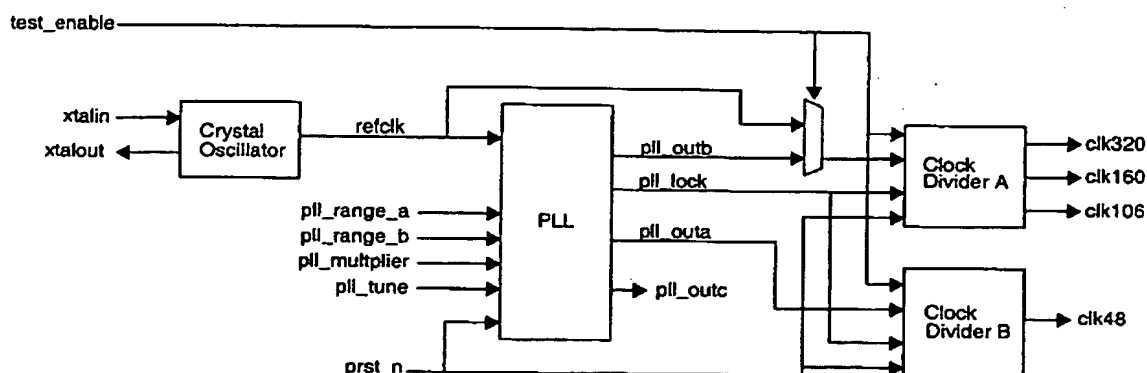 test_enable
xtalin
xtalout
Crystal
Oscillator
refclk
pll_range_a
pll_range_b
pll_multplier
pll_tune
prst_n
PLL
pll_outb
pll_lock
pll_outa
pll_outc
Clock
Divider A
clk320
clk160
clk106
Clock
Divider B
clk48